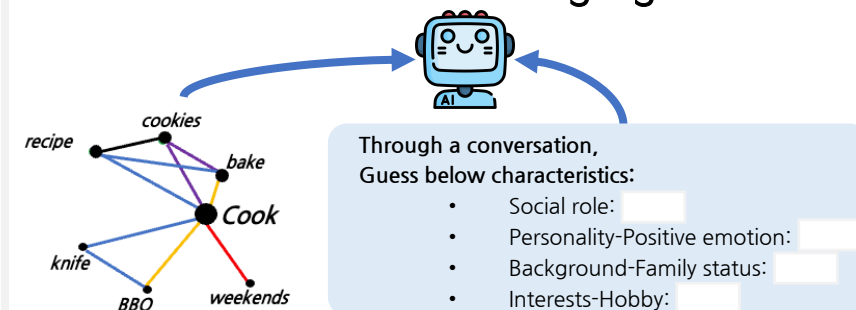 AI
cookies
recipe
bake
Cook
knife
BBQ
weekends
Through a conversation,
Guess below characteristics:
• Social role:
• Personality-Positive emotion:
• Background-Family status:
• Interests-Hobby: